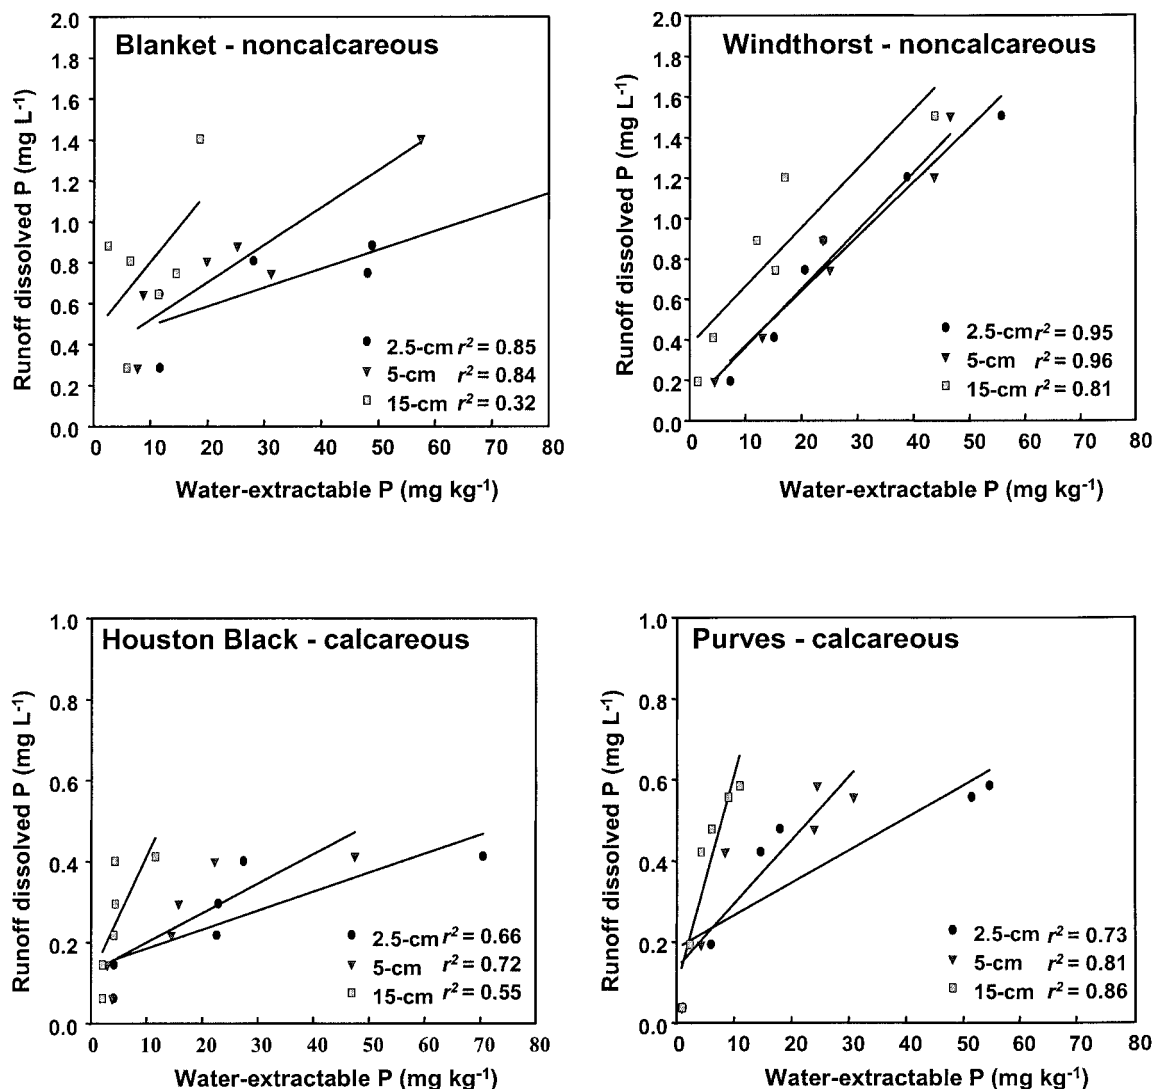 Blanket - noncalcareous
Runoff dissolved P (mg L-1)
2.0
1.8
1.6
1.4
1.2
1.0
0.8
0.6
0.4
0.2
0.0
2.5-cm r2 = 0.85
5-cm r2 = 0.84
15-cm r2 = 0.32
0 10 20 30 40 50 60 70 80
Water-extractable P (mg kg-1)
Windthorst - noncalcareous
Runoff dissolved P (mg L-1)
2.0
1.8
1.6
1.4
1.2
1.0
0.8
0.6
0.4
0.2
0.0
2.5-cm r2 = 0.95
5-cm r2 = 0.96
15-cm r2 = 0.81
0 10 20 30 40 50 60 70 80
Water-extractable P (mg kg-1)
Houston Black - calcareous
Runoff dissolved P (mg L-1)
1.0
0.8
0.6
0.4
0.2
0.0
2.5-cm r2 = 0.66
5-cm r2 = 0.72
15-cm r2 = 0.55
0 10 20 30 40 50 60 70 80
Water-extractable P (mg kg-1)
Purves - calcareous
Runoff dissolved P (mg L-1)
1.0
0.8
0.6
0.4
0.2
0.0
2.5-cm r2 = 0.73
5-cm r2 = 0.81
15-cm r2 = 0.86
0 10 20 30 40 50 60 70 80
Water-extractable P (mg kg-1)